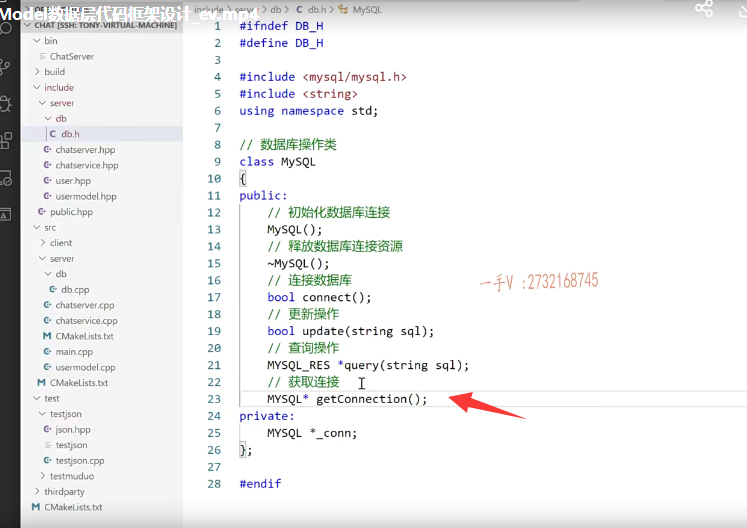 Model数据层代码框架设计_ev.mp4
include > server > db > C db.h > MySQL
CHAT [SSH: TONY-VIRTUAL-MACHINE]
bin
ChatServer
build
include
server
db
C db.h
chatserver.hpp
chatservice.hpp
user.hpp
usermodel.hpp
public.hpp
src
client
server
db
db.cpp
chatserver.cpp
chatservice.cpp
M CMakeLists.txt
main.cpp
usermodel.cpp
M CMakeLists.txt
test
testjson
json.hpp
testjson
testjson.cpp
testmuduo
thirdparty
M CMakeLists.txt
1 #ifndef DB_H
2 #define DB_H
3
4 #include <mysql/mysql.h>
5 #include <string>
6 using namespace std;
7
8 // 数据库操作类
9 class MySQL
10 {
11 public:
12 // 初始化数据库连接
13 MySQL();
14 // 释放数据库连接资源
15 ~MySQL();
16 // 连接数据库
17 bool connect();
18 // 更新操作
19 bool update(string sql);
20 // 查询操作
21 MYSQL_RES *query(string sql);
22 // 获取连接
23 MYSQL* getConnection();
24 private:
25 MYSQL *_conn;
26 };
27
28 #endif
一手V :2732168745